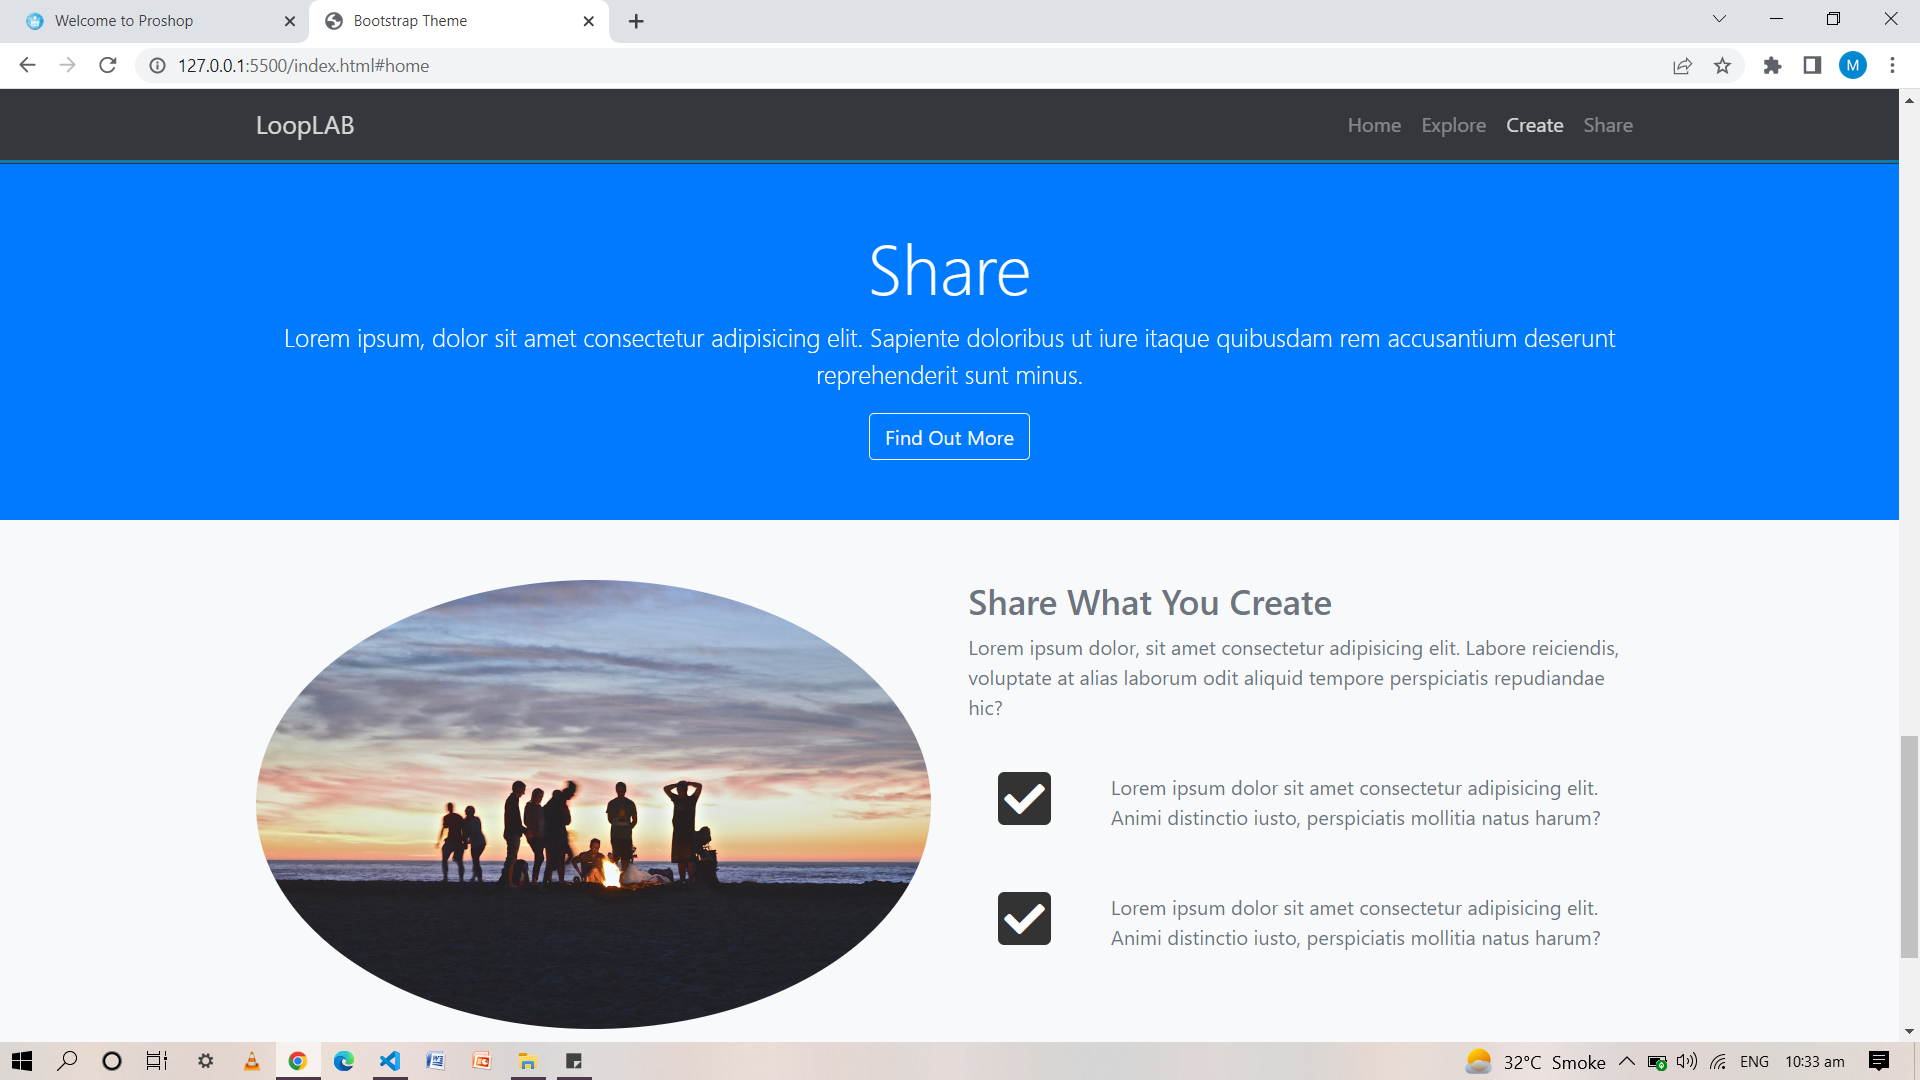 Welcome to Proshop
Bootstrap Theme
127.0.0.1:5500/index.html#home
M
LoopLAB
Home Explore Create Share
Share
Lorem ipsum, dolor sit amet consectetur adipisicing elit. Sapiente doloribus ut iure itaque quibusdam rem accusantium deserunt
reprehenderit sunt minus.
Find Out More
Share What You Create
Lorem ipsum dolor, sit amet consectetur adipisicing elit. Labore reiciendis,
voluptate at alias laborum odit aliquid tempore perspiciatis repudiandae
hic?
Lorem ipsum dolor sit amet consectetur adipisicing elit.
Animi distinctio iusto, perspiciatis mollitia natus harum?
Lorem ipsum dolor sit amet consectetur adipisicing elit.
Animi distinctio iusto, perspiciatis mollitia natus harum?
32°C Smoke ENG 10:33 am